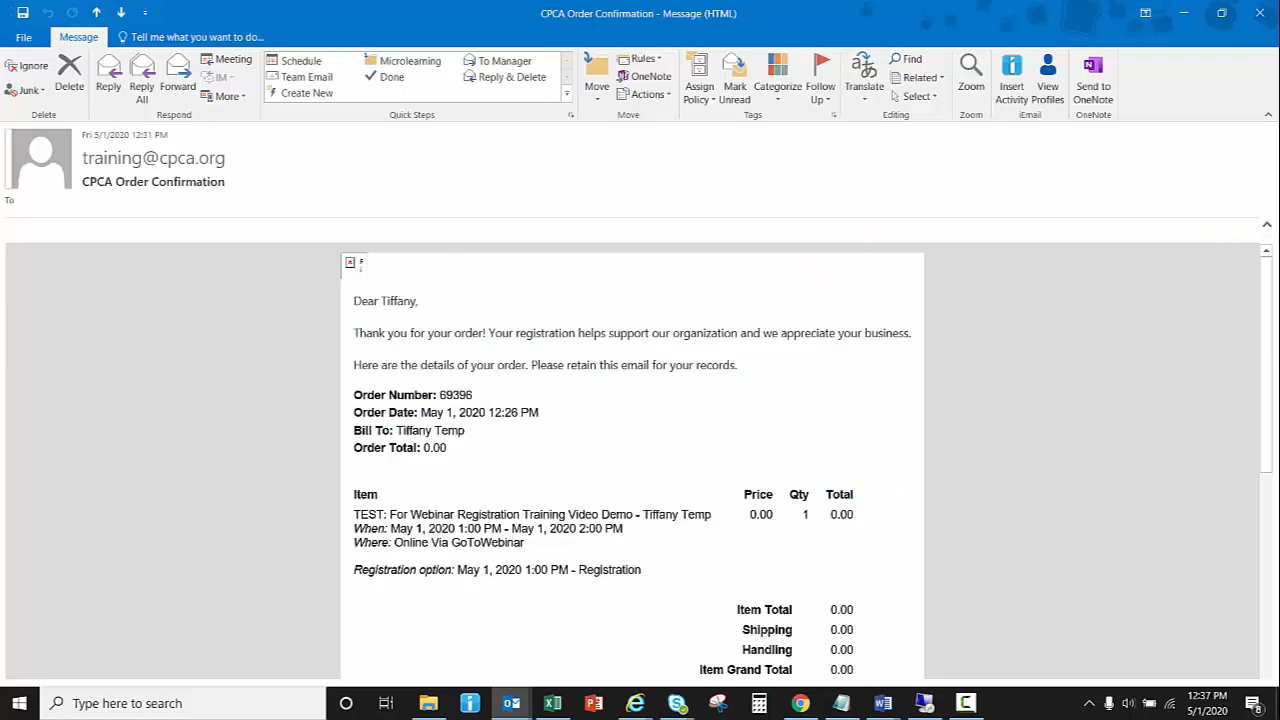 CPCA Order Confirmation - Message (HTML)
File
Message
Tell me what you want to do...
Ignore
Junk
Delete
Delete
Reply
Reply All
Forward
Meeting
IM
More
Respond
Schedule
Team Email
Create New
Microlearning
Done
To Manager
Reply & Delete
Quick Steps
Move
Rules
OneNote
Actions
Move
Assign Policy
Mark Unread
Categorize
Follow Up
Tags
Translate
Find
Related
Select
Editing
Zoom
Zoom
Insert Activity
View Profiles
iEmail
Send to OneNote
OneNote
Fri 5/1/2020 12:31 PM
training@cpca.org
CPCA Order Confirmation
To
Dear Tiffany,
Thank you for your order! Your registration helps support our organization and we appreciate your business.
Here are the details of your order. Please retain this email for your records.
Order Number: 69396
Order Date: May 1, 2020 12:26 PM
Bill To: Tiffany Temp
Order Total: 0.00
Item Price Qty Total
TEST: For Webinar Registration Training Video Demo - Tiffany Temp 0.00 1 0.00
When: May 1, 2020 1:00 PM - May 1, 2020 2:00 PM
Where: Online Via GoToWebinar
Registration option: May 1, 2020 1:00 PM - Registration
Item Total 0.00
Shipping 0.00
Handling 0.00
Item Grand Total 0.00
Type here to search
12:37 PM
5/1/2020